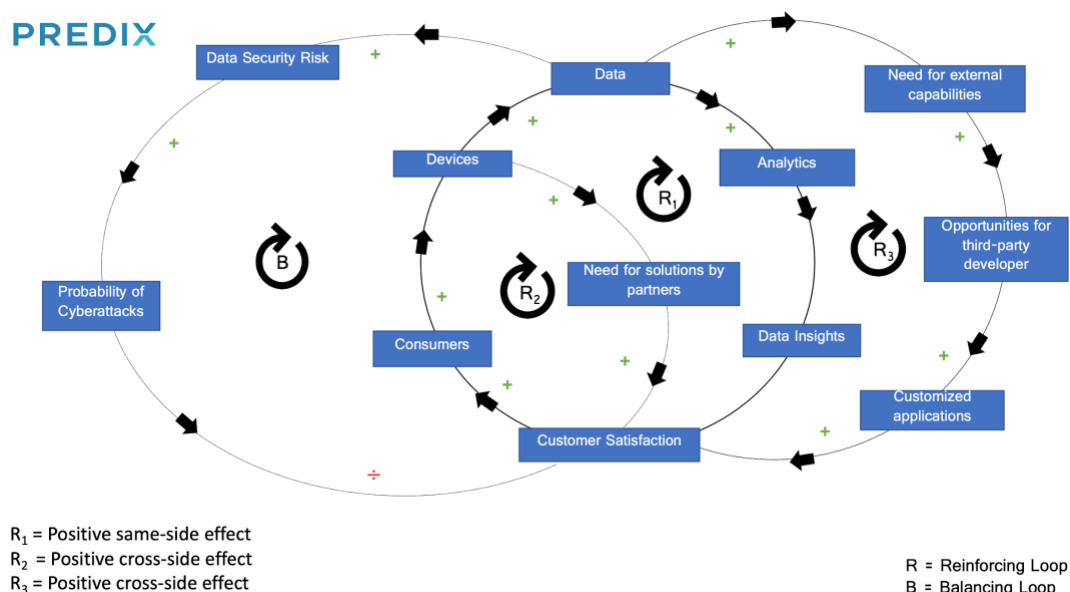 PREDIX
Data Security Risk
+
Data
+
Need for external
capabilities
+
+
+
+
Devices
Analytics
+
R1
Opportunities for
third-party
developer
R3
B
Need for solutions by
partners
R2
Probability of
Cyberattacks
+
Consumers
Data Insights
+
+
+
Customized
applications
Customer Satisfaction
+
÷
R1 = Positive same-side effect
R2 = Positive cross-side effect
R3 = Positive cross-side effect
R = Reinforcing Loop
B = Balancing Loop